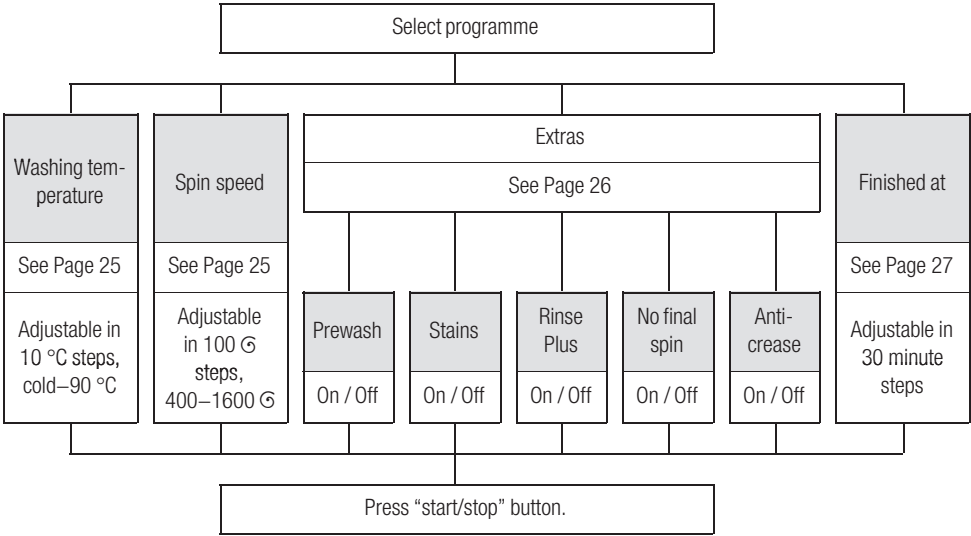 Select programme
Washing tem-
perature
See Page 25
Adjustable in
10 °C steps,
cold–90 °C
Spin speed
See Page 25
Adjustable
in 100
steps,
400–1600
Extras
See Page 26
Prewash
On / Off
Stains
On / Off
Rinse
Plus
On / Off
No final
spin
On / Off
Anti-
crease
On / Off
Finished at
See Page 27
Adjustable in
30 minute
steps
Press “start/stop” button.